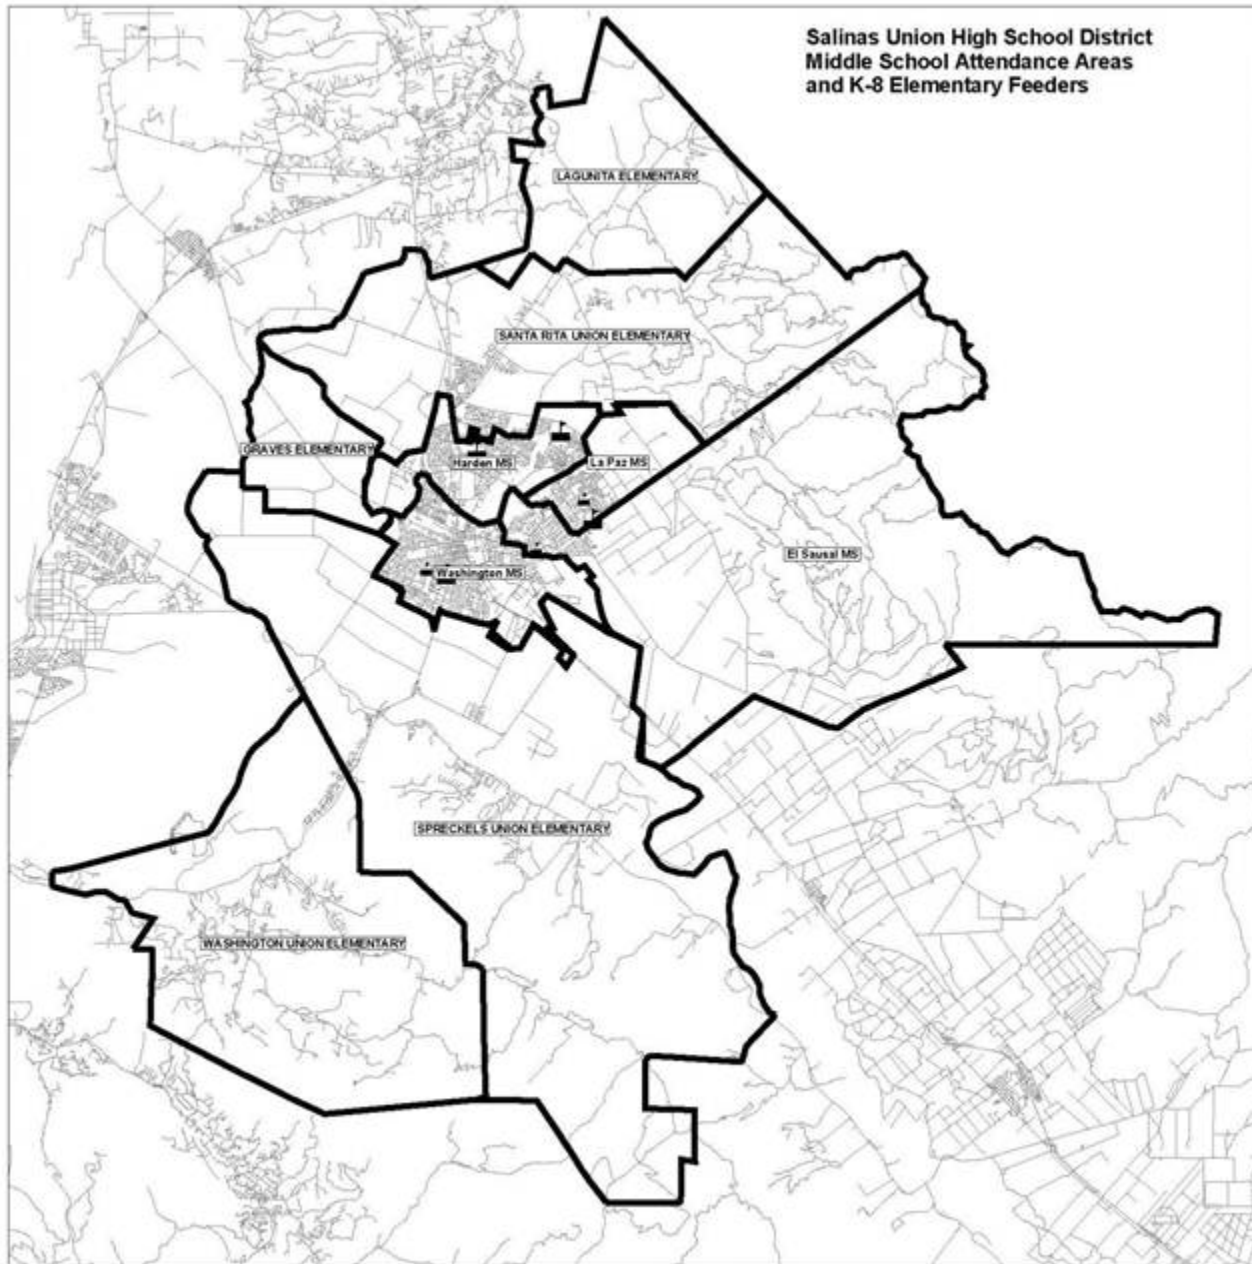 Salinas Union High School District
Middle School Attendance Areas
and K-8 Elementary Feeders
LAGUNITA ELEMENTARY
SANTA RITA UNION ELEMENTARY
GRAVES ELEMENTARY
Harden MS
La Paz MS
El Sausal MS
Washington MS
SPRECKELS UNION ELEMENTARY
WASHINGTON UNION ELEMENTARY